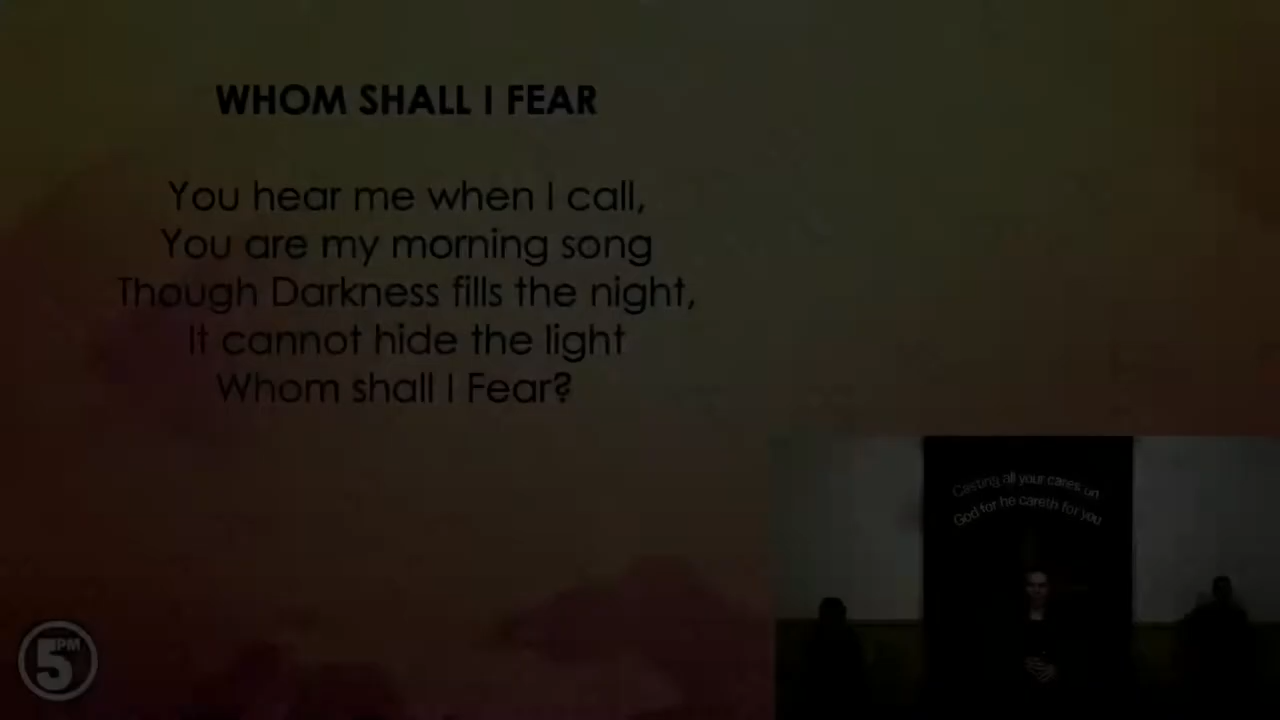 WHOM SHALL I FEAR
You hear me when I call,
You are my morning song
Though Darkness fills the night,
It cannot hide the light
Whom shall I Fear?
Casting all your cares on
God for he careth for you
5PM